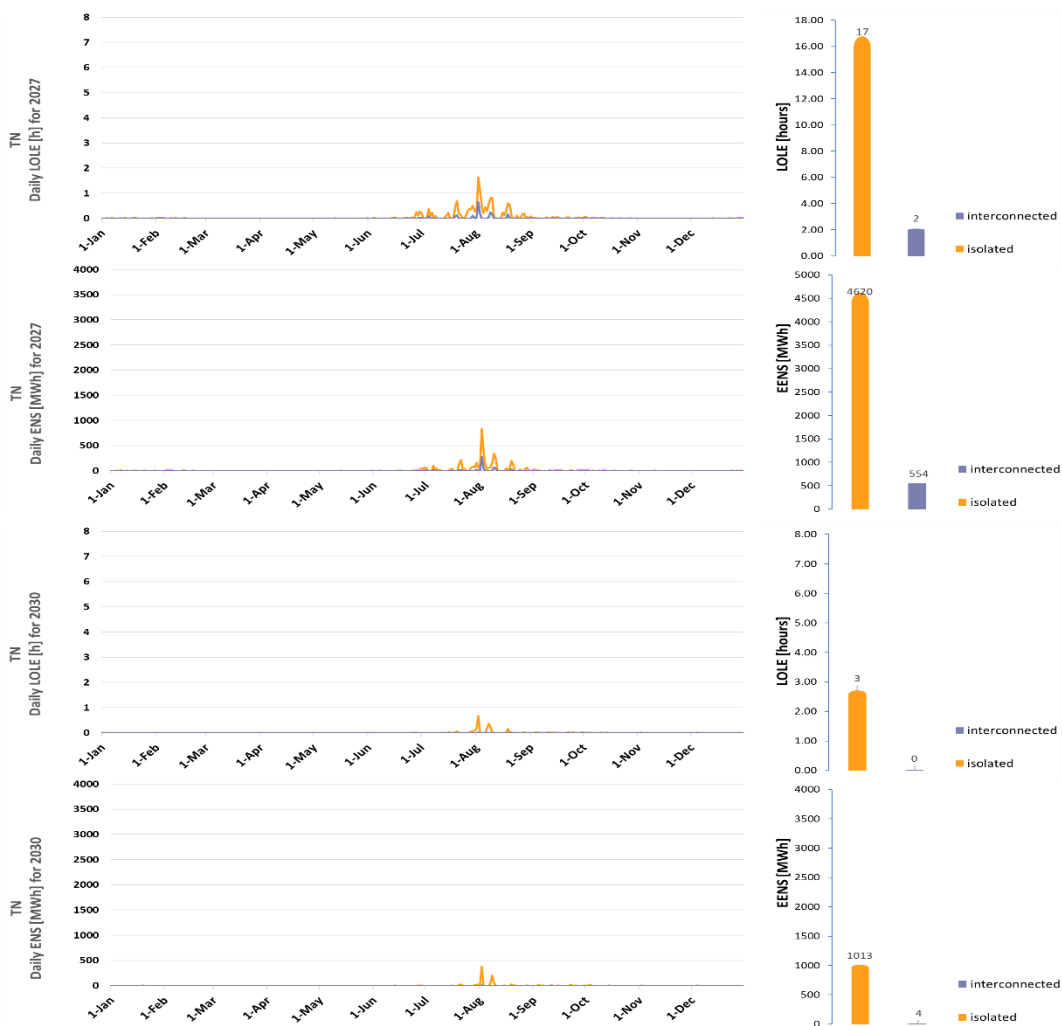 TN
Daily LOLE [h] for 2027
8
7
6
5
4
3
2
1
0
1-Jan
1-Feb
1-Mar
1-Apr
1-May
1-Jun
1-Jul
1-Aug
1-Sep
1-Oct
1-Nov
1-Dec
LOLE [hours]
18.00
16.00
14.00
12.00
10.00
8.00
6.00
4.00
2.00
0.00
17
2
interconnected
isolated
TN
Daily ENS [MWh] for 2027
4000
3500
3000
2500
2000
1500
1000
500
0
1-Jan
1-Feb
1-Mar
1-Apr
1-May
1-Jun
1-Jul
1-Aug
1-Sep
1-Oct
1-Nov
1-Dec
EENS [MWh]
5000
4500
4000
3500
3000
2500
2000
1500
1000
500
0
4620
554
interconnected
isolated
TN
Daily LOLE [h] for 2030
8
7
6
5
4
3
2
1
0
1-Jan
1-Feb
1-Mar
1-Apr
1-May
1-Jun
1-Jul
1-Aug
1-Sep
1-Oct
1-Nov
1-Dec
LOLE [hours]
8.00
7.00
6.00
5.00
4.00
3.00
2.00
1.00
0.00
3
0
interconnected
isolated
TN
Daily ENS [MWh] for 2030
4000
3500
3000
2500
2000
1500
1000
500
0
1-Jan
1-Feb
1-Mar
1-Apr
1-May
1-Jun
1-Jul
1-Aug
1-Sep
1-Oct
1-Nov
1-Dec
EENS [MWh]
4000
3500
3000
2500
2000
1500
1000
500
0
1013
4
interconnected
isolated